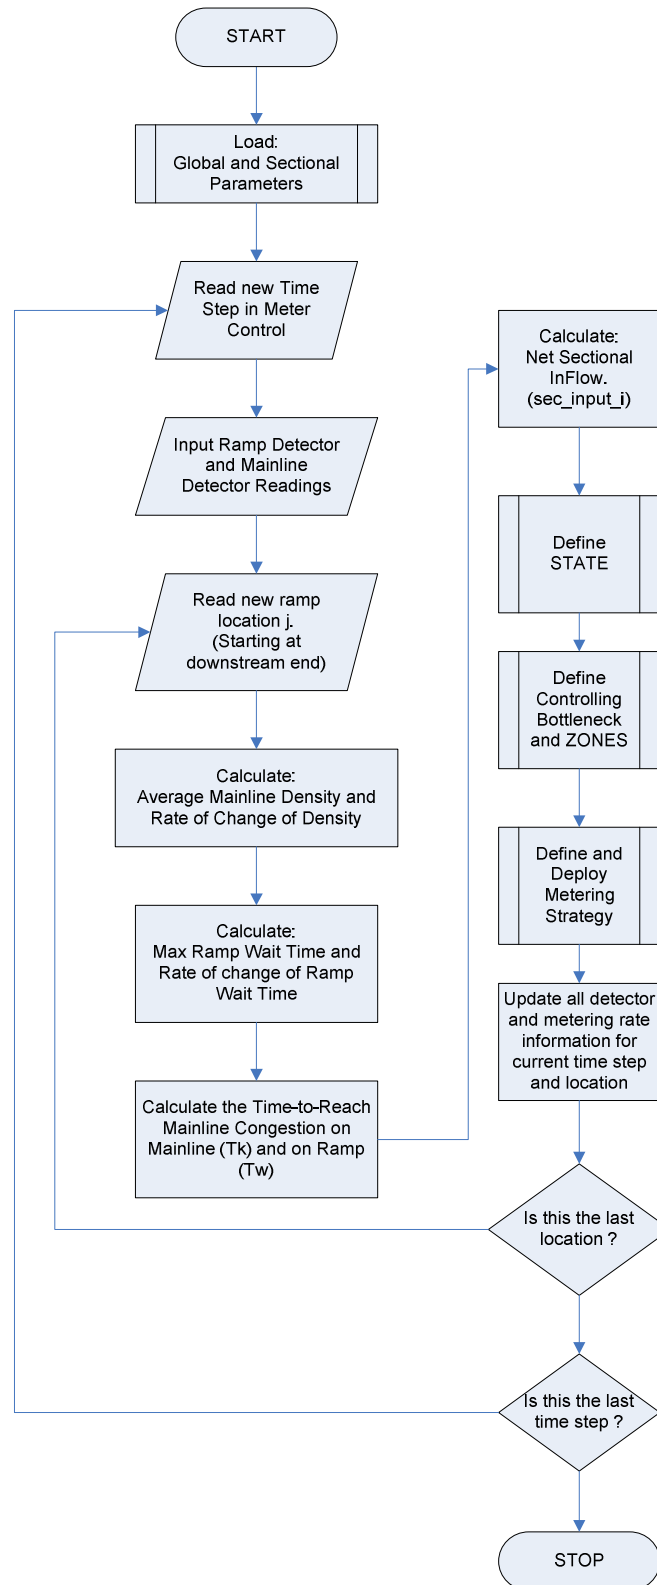 START
Load:
Global and Sectional
Parameters
Read new Time
Step in Meter
Control
Input Ramp Detector
and Mainline
Detector Readings
Read new ramp
location j.
(Starting at
downstream end)
Calculate:
Average Mainline Density and
Rate of Change of Density
Calculate:
Max Ramp Wait Time and
Rate of change of Ramp
Wait Time
Calculate the Time-to-Reach
Mainline Congestion on
Mainline (Tk) and on Ramp
(Tw)
Calculate:
Net Sectional
InFlow.
(sec_input_i)
Define
STATE
Define
Controlling
Bottleneck
and ZONES
Define and
Deploy
Metering
Strategy
Update all detector
and metering rate
information for
current time step
and location
Is this the last
location ?
Is this the last
time step ?
STOP